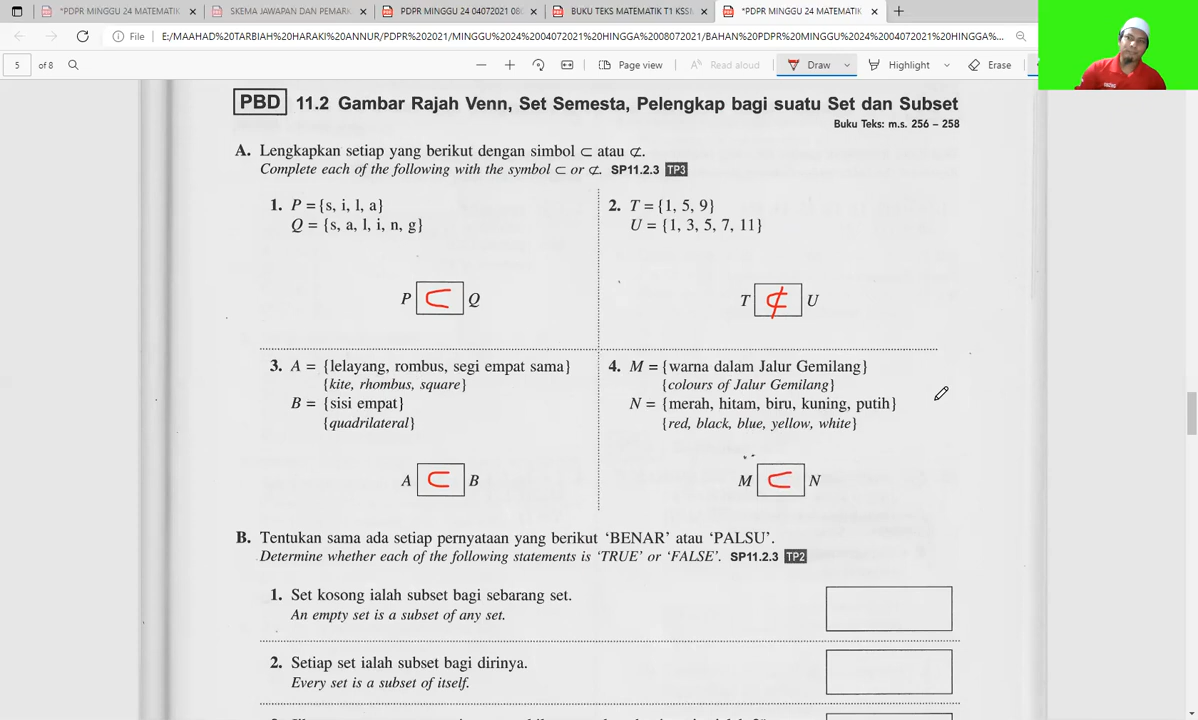 *PDPR MINGGU 24 MATEMATIK
SKEMA JAWAPAN DAN PEMARK
PDPR MINGGU 24 04072021
BUKU TEKS MATEMATIK T1 KSSM
*PDPR MINGGU 24 MATEMATIK
File
E:/MAAHAD%20TARBIAH%20HARAKI%20ANNUR/PDPR%202021/MINGGU%2024%2004072021%20HINGGA%2008072021/BAHAN%20PDPR%20MINGGU%2024%2004072021%20HINGGA%...
5 of 8
Page view
Read aloud
Draw
Highlight
Erase
PBD 11.2 Gambar Rajah Venn, Set Semesta, Pelengkap bagi suatu Set dan Subset
Buku Teks: m.s. 256 – 258
A. Lengkapkan setiap yang berikut dengan simbol ⊂ atau ⊄.
Complete each of the following with the symbol ⊂ or ⊄. SP11.2.3 TP3
1. P = {s, i, l, a}
Q = {s, a, l, i, n, g}
P ⊂ Q
2. T = {1, 5, 9}
U = {1, 3, 5, 7, 11}
T ⊄ U
3. A = {lelayang, rombus, segi empat sama}
{kite, rhombus, square}
B = {sisi empat}
{quadrilateral}
A ⊂ B
4. M = {warna dalam Jalur Gemilang}
{colours of Jalur Gemilang}
N = {merah, hitam, biru, kuning, putih}
{red, black, blue, yellow, white}
M ⊂ N
B. Tentukan sama ada setiap pernyataan yang berikut ‘BENAR’ atau ‘PALSU’.
Determine whether each of the following statements is ‘TRUE’ or ‘FALSE’. SP11.2.3 TP2
1. Set kosong ialah subset bagi sebarang set.
An empty set is a subset of any set.
2. Setiap set ialah subset bagi dirinya.
Every set is a subset of itself.